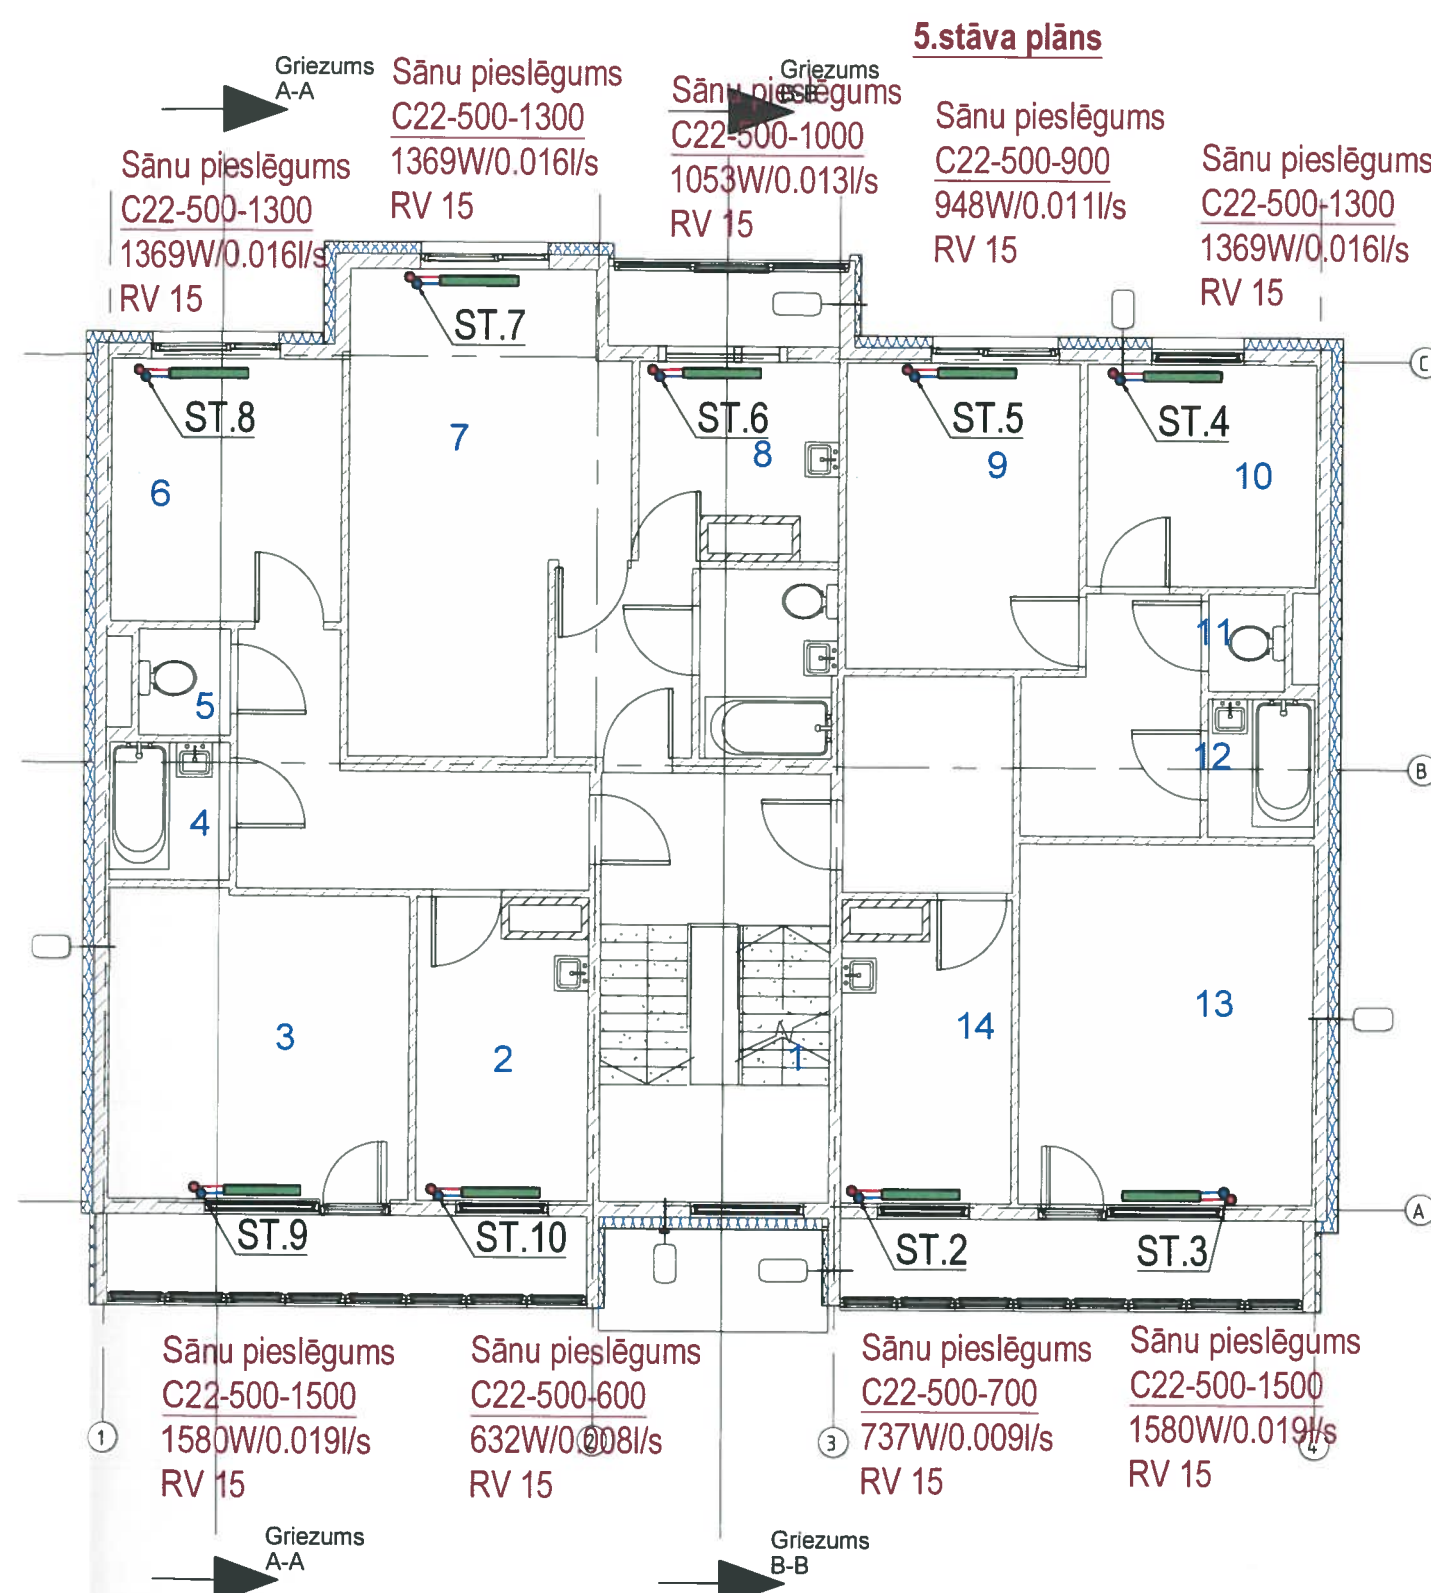 5.stāva plāns
Griezums
A-A
Sānu pieslēgums
C22-500-1300
1369W/0.016l/s
RV 15
Griezums
B-B
Sānu pieslēgums
C22-500-1000
1053W/0.013l/s
RV 15
Sānu pieslēgums
C22-500-900
948W/0.011l/s
RV 15
Sānu pieslēgums
C22-500-1300
1369W/0.016l/s
RV 15
Sānu pieslēgums
C22-500-1300
1369W/0.016l/s
RV 15
ST.7
ST.8
ST.6
ST.5
ST.4
C
6
7
8
9
10
5
11
4
12
B
3
2
1
14
13
ST.9
ST.10
ST.2
ST.3
A
Sānu pieslēgums
C22-500-1500
1580W/0.019l/s
RV 15
Sānu pieslēgums
C22-500-600
632W/0.008l/s
RV 15
Sānu pieslēgums
C22-500-700
737W/0.009l/s
RV 15
Sānu pieslēgums
C22-500-1500
1580W/0.019l/s
RV 15
1
2
3
4
Griezums
A-A
Griezums
B-B